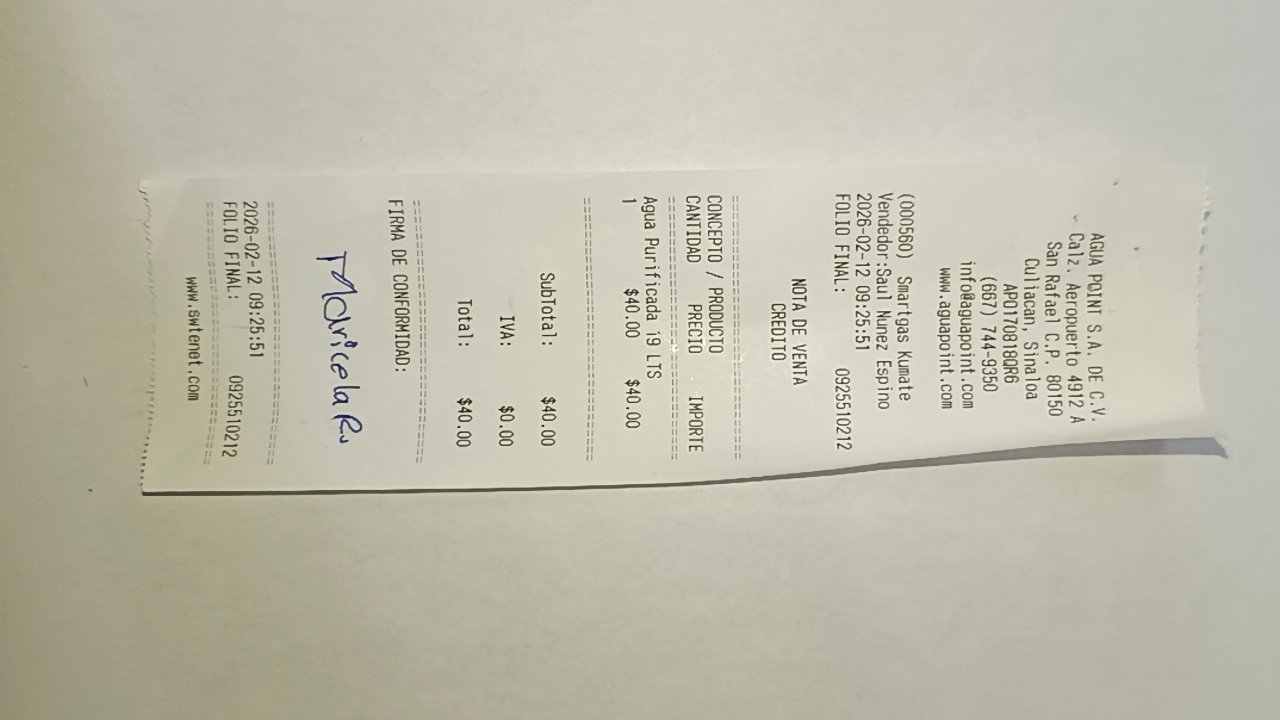 AGUA POINT S.A. DE C.V.
Calz. Aeropuerto 4912 A
San Rafael C.P. 80150
Culiacan, Sinaloa
APO170818QR6
(667) 744-9350
info@aguapoint.com
www.aguapoint.com
(000560) Smartgas Kumate
Vendedor:Saul Nunez Espino
2026-02-12 09:25:51
FOLIO FINAL: 0925510212
NOTA DE VENTA
CREDITO
CONCEPTO / PRODUCTO
CANTIDAD PRECIO IMPORTE
Agua Purificada 19 LTS
1 $40.00 $40.00
SubTotal: $40.00
IVA: $0.00
Total: $40.00
FIRMA DE CONFORMIDAD:
Maricela R.
2026-02-12 09:25:51
FOLIO FINAL: 0925510212
www.swtenet.com